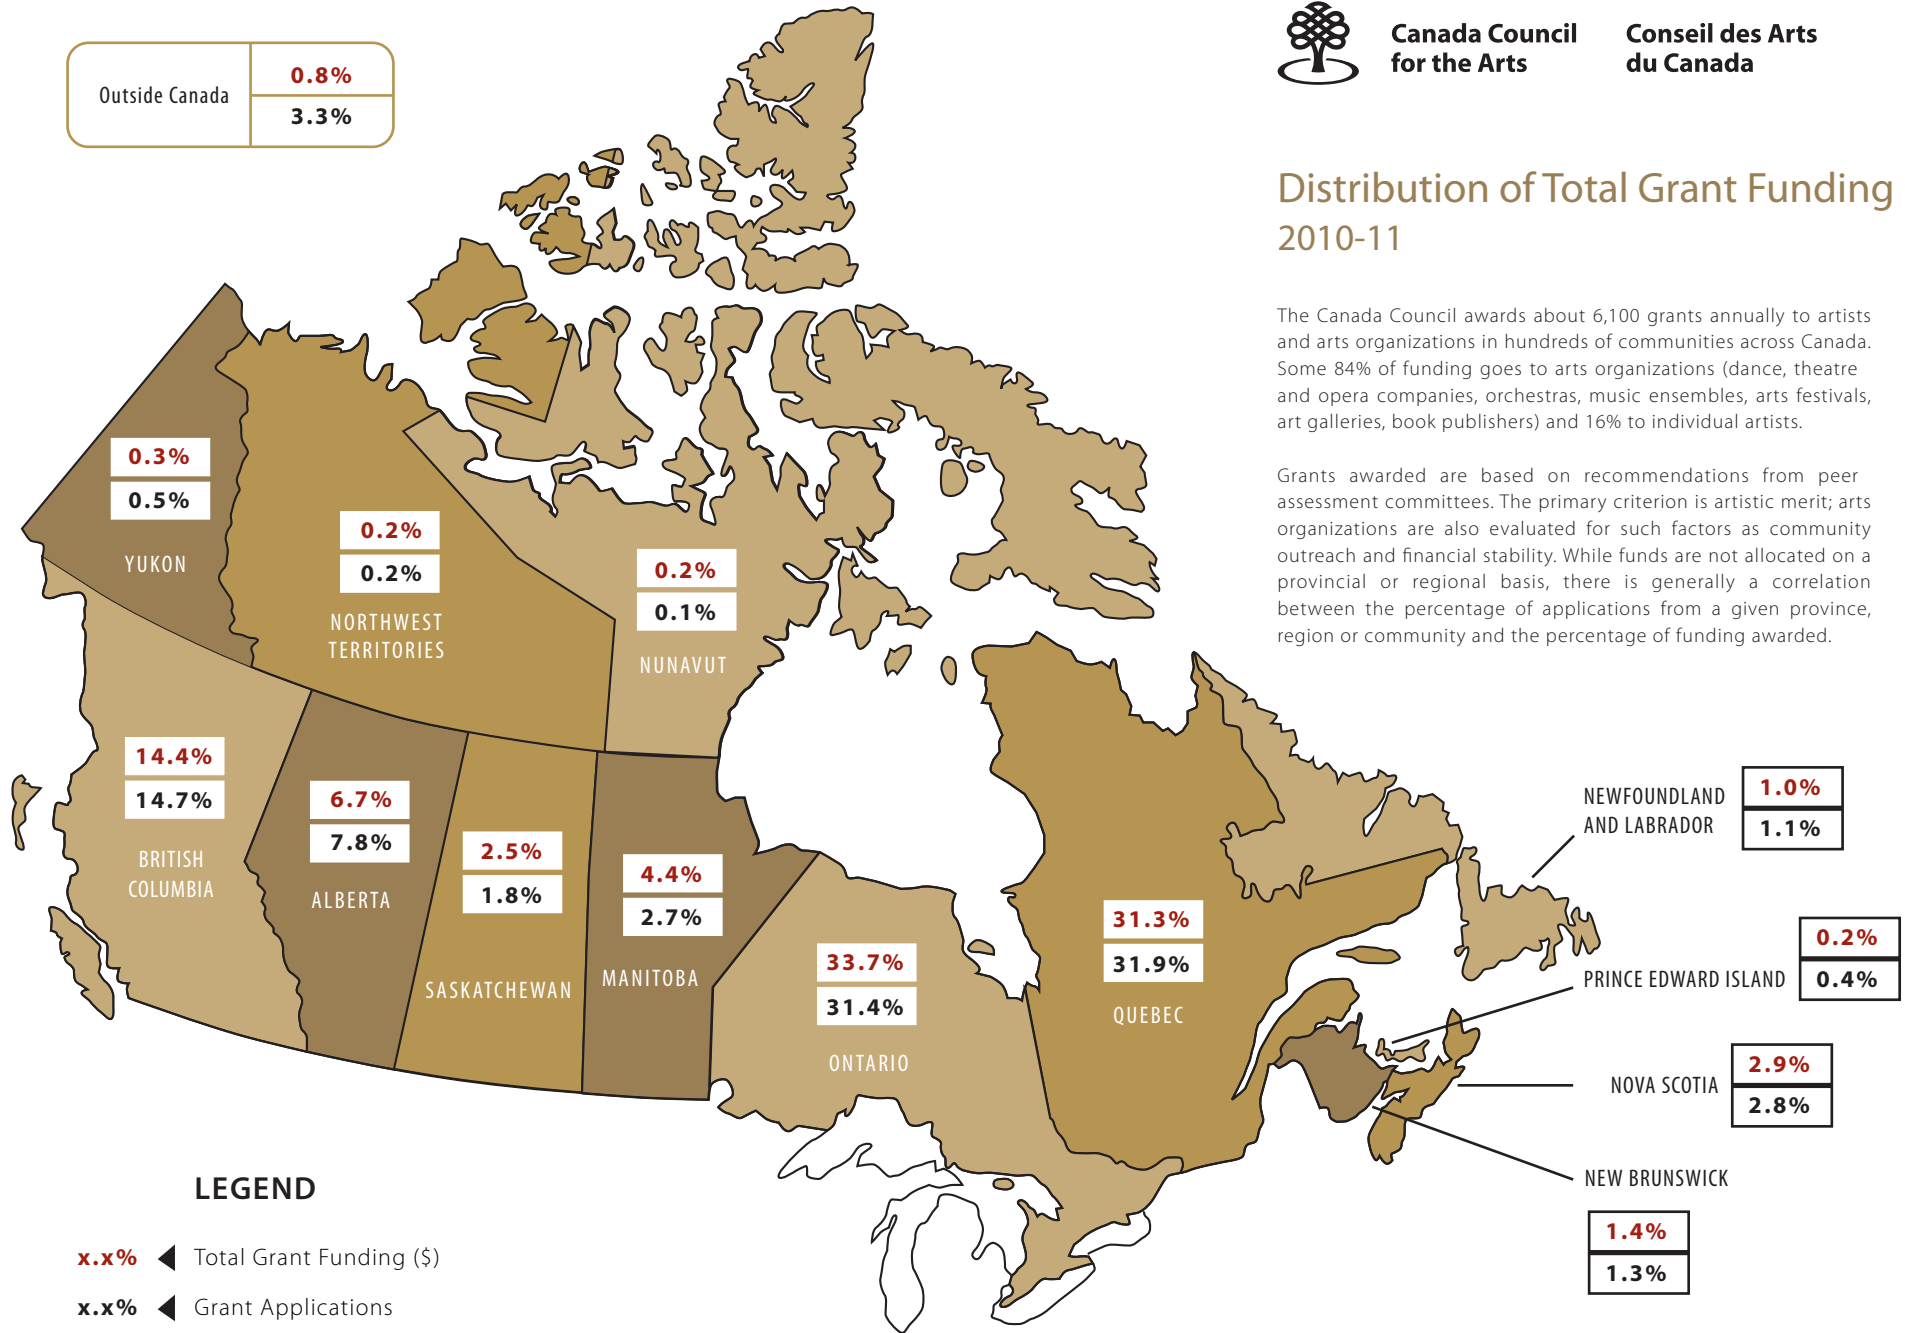 Canada Council
for the Arts
Conseil des Arts
du Canada
Distribution of Total Grant Funding
2010-11
The Canada Council awards about 6,100 grants annually to artists
and arts organizations in hundreds of communities across Canada.
Some 84% of funding goes to arts organizations (dance, theatre
and opera companies, orchestras, music ensembles, arts festivals,
art galleries, book publishers) and 16% to individual artists.
Grants awarded are based on recommendations from peer
assessment committees. The primary criterion is artistic merit; arts
organizations are also evaluated for such factors as community
outreach and financial stability. While funds are not allocated on a
provincial or regional basis, there is generally a correlation
between the percentage of applications from a given province,
region or community and the percentage of funding awarded.
Outside Canada
0.8%
3.3%
0.3%
0.5%
YUKON
0.2%
0.2%
NORTHWEST
TERRITORIES
0.2%
0.1%
NUNAVUT
14.4%
14.7%
BRITISH
COLUMBIA
6.7%
7.8%
ALBERTA
2.5%
1.8%
SASKATCHEWAN
4.4%
2.7%
MANITOBA
33.7%
31.4%
ONTARIO
31.3%
31.9%
QUEBEC
NEWFOUNDLAND
AND LABRADOR
1.0%
1.1%
PRINCE EDWARD ISLAND
0.2%
0.4%
NOVA SCOTIA
2.9%
2.8%
NEW BRUNSWICK
1.4%
1.3%
LEGEND
x.x% Total Grant Funding ($)
x.x% Grant Applications